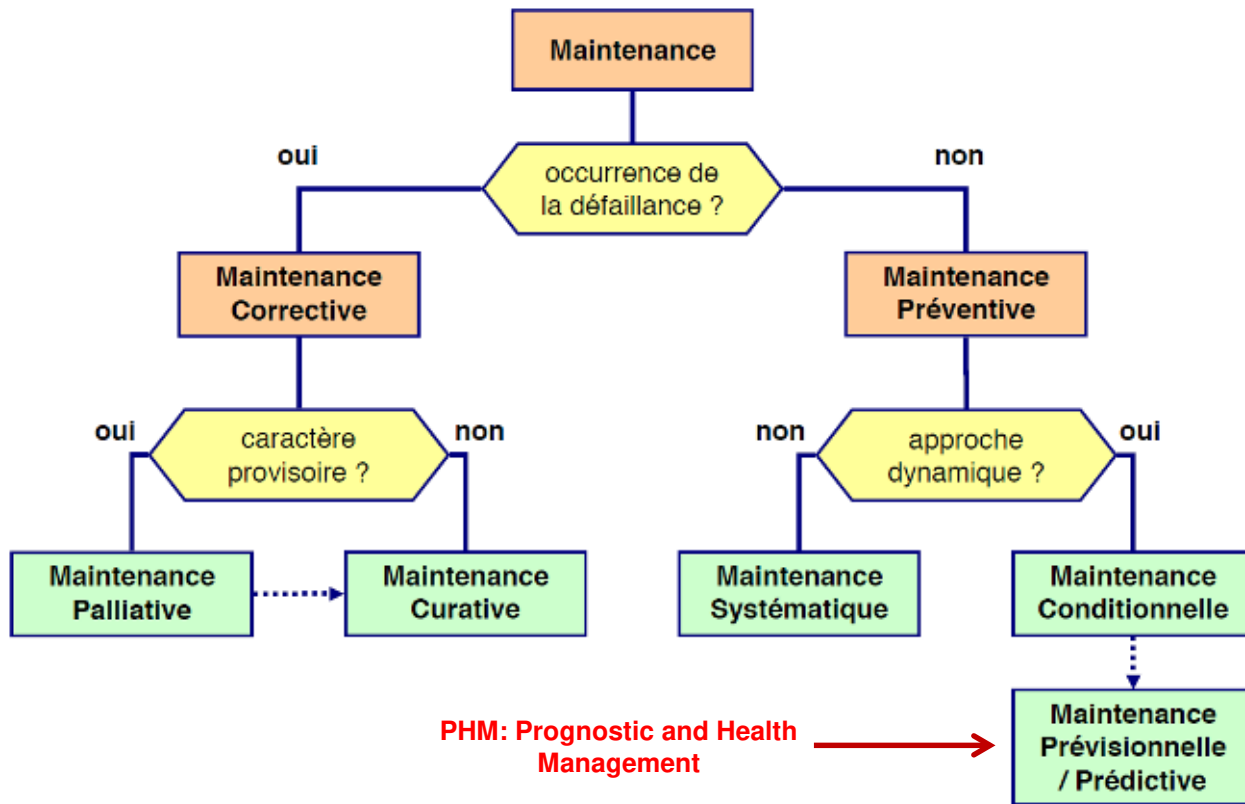 Maintenance
oui
non
occurrence de
la défaillance ?
Maintenance
Corrective
Maintenance
Préventive
oui
caractère
provisoire ?
non
non
approche
dynamique ?
oui
Maintenance
Palliative
Maintenance
Curative
Maintenance
Systématique
Maintenance
Conditionnelle
PHM: Prognostic and Health
Management
Maintenance
Prévisionnelle
/ Prédictive